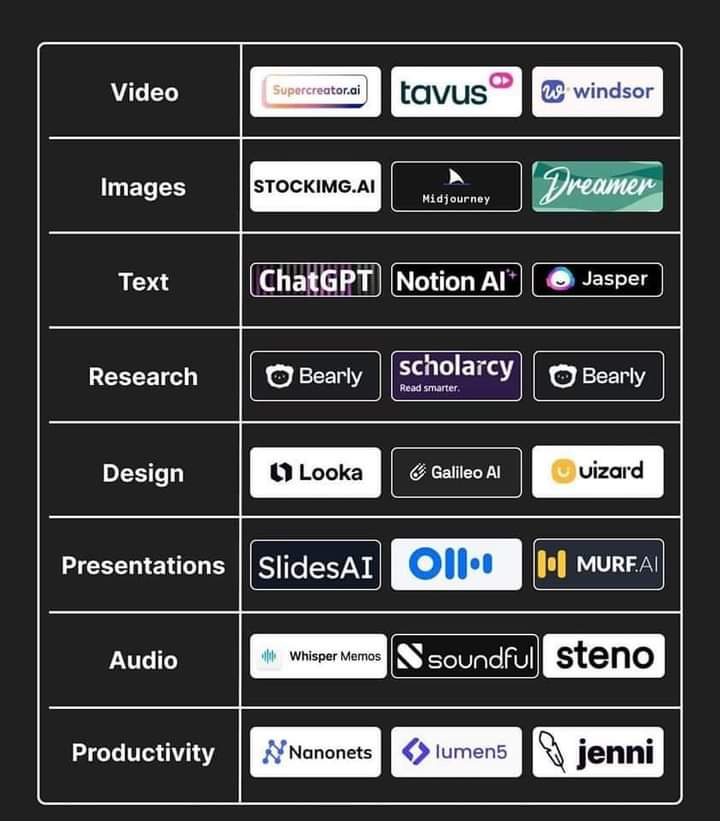 Video
Supercreator.ai
tavus
w windsor
Images
STOCKIMG.AI
Midjourney
Dreamer
Text
ChatGPT
Notion AI
Jasper
Research
Bearly
scholarcy
Read smarter.
Bearly
Design
Looka
Galileo AI
uizard
Presentations
SlidesAI
MURF.AI
Audio
Whisper Memos
soundful
steno
Productivity
Nanonets
lumen5
jenni